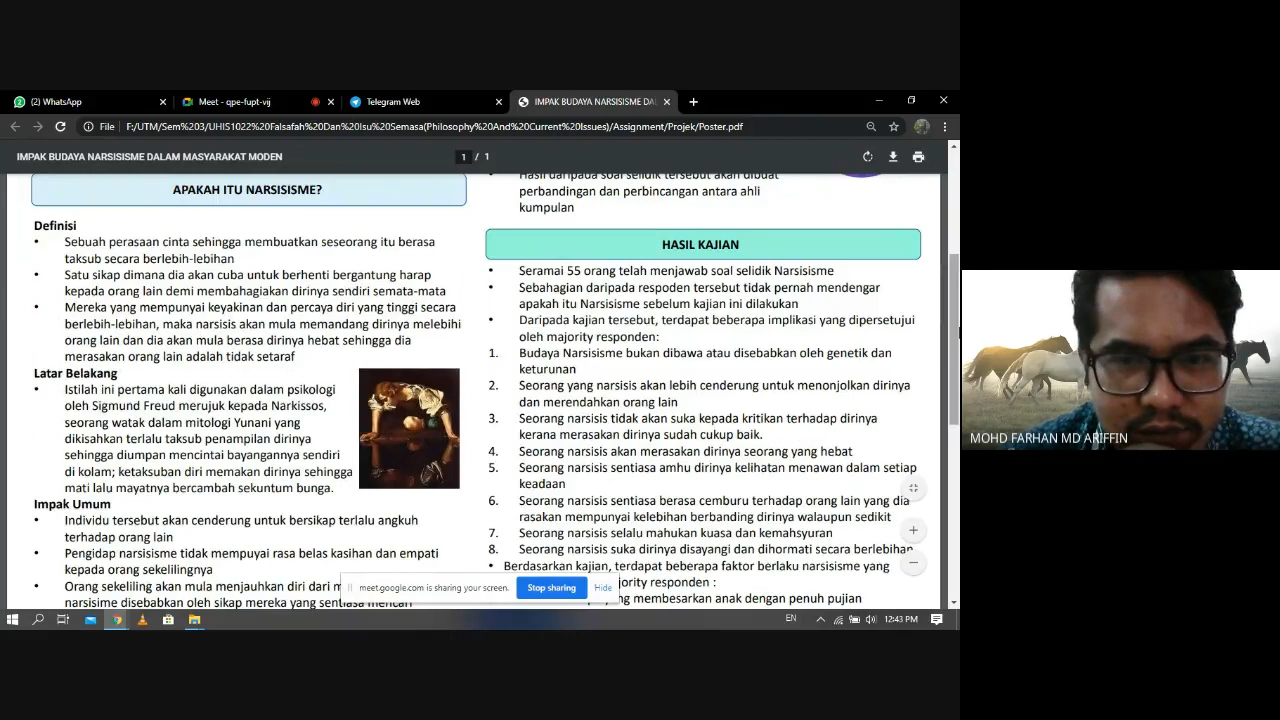 (2) WhatsApp
Meet - qpe-fupt-vij
Telegram Web
IMPAK BUDAYA NARSISISME DAL
File
F:/UTM/Sem%203/UHIS1022%20Falsafah%20Dan%20Isu%20Semasa(Philosophy%20And%20Current%20Issues)/Assignment/Projek/Poster.pdf
IMPAK BUDAYA NARSISISME DALAM MASYARAKAT MODEN
1 / 1
APAKAH ITU NARSISISME?
Definisi
• Sebuah perasaan cinta sehingga membuatkan seseorang itu berasa
taksub secara berlebih-lebihan
• Satu sikap dimana dia akan cuba untuk berhenti bergantung harap
kepada orang lain demi membahagiakan dirinya sendiri semata-mata
• Mereka yang mempunyai keyakinan dan percaya diri yang tinggi secara
berlebih-lebihan, maka narsis akan mula memandang dirinya melebihi
orang lain dan dia akan mula berasa dirinya hebat sehingga dia
merasakan orang lain adalah tidak setaraf
Latar Belakang
• Istilah ini pertama kali digunakan dalam psikologi
oleh Sigmund Freud merujuk kepada Narkissos,
seorang watak dalam mitologi Yunani yang
dikisahkan terlalu taksub penampilan dirinya
sehingga diumpan mencintai bayangannya sendiri
di kolam; ketaksuban diri memakan dirinya sehingga
mati lalu mayatnya bercambah sekuntum bunga.
Impak Umum
• Individu tersebut akan cenderung untuk bersikap terlalu angkuh
terhadap orang lain
• Pengidap narsisisme tidak mempuyai rasa belas kasihan dan empati
kepada orang sekelilingnya
• Orang sekeliling akan mula menjauhkan diri dari
narsisime disebabkan oleh sikap mereka yang sentiasa mencari
Hasil daripada soal selidik tersebut akan dibuat
perbandingan dan perbincangan antara ahli
kumpulan
HASIL KAJIAN
• Seramai 55 orang telah menjawab soal selidik Narsisisme
• Sebahagian daripada respoden tersebut tidak pernah mendengar
apakah itu Narsisisme sebelum kajian ini dilakukan
• Daripada kajian tersebut, terdapat beberapa implikasi yang dipersetujui
oleh majority responden:
1. Budaya Narsisisme bukan dibawa atau disebabkan oleh genetik dan
keturunan
2. Seorang yang narsisis akan lebih cenderung untuk menonjolkan dirinya
dan merendahkan orang lain
3. Seorang narsisis tidak akan suka kepada kritikan terhadap dirinya
kerana merasakan dirinya sudah cukup baik.
4. Seorang narsisis akan merasakan dirinya seorang yang hebat
5. Seorang narsisis sentiasa amhu dirinya kelihatan menawan dalam setiap
keadaan
6. Seorang narsisis sentiasa berasa cemburu terhadap orang lain yang dia
rasakan mempunyai kelebihan berbanding dirinya walaupun sedikit
7. Seorang narsisis selalu mahukan kuasa dan kemahsyuran
8. Seorang narsisis suka dirinya disayangi dan dihormati secara berlebihan
• Berdasarkan kajian, terdapat beberapa faktor berlaku narsisisme yang
jority responden :
membesarkan anak dengan penuh pujian
meet.google.com is sharing your screen.
Stop sharing
Hide
MOHD FARHAN MD ARIFFIN
EN
12:43 PM